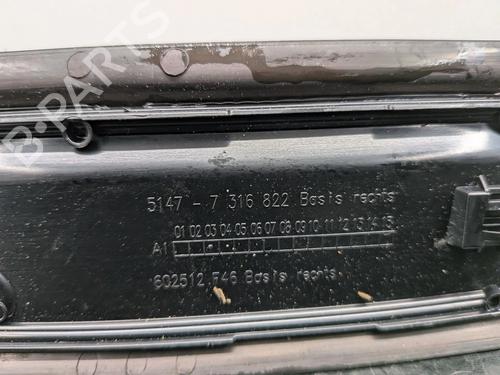 B-PARTS
5147 - 7 316 822 Basis rechts
01 02 03 04 05 06 07 08 09 10 11 12 13 14 15
A1
602512 F46 Basis rechts